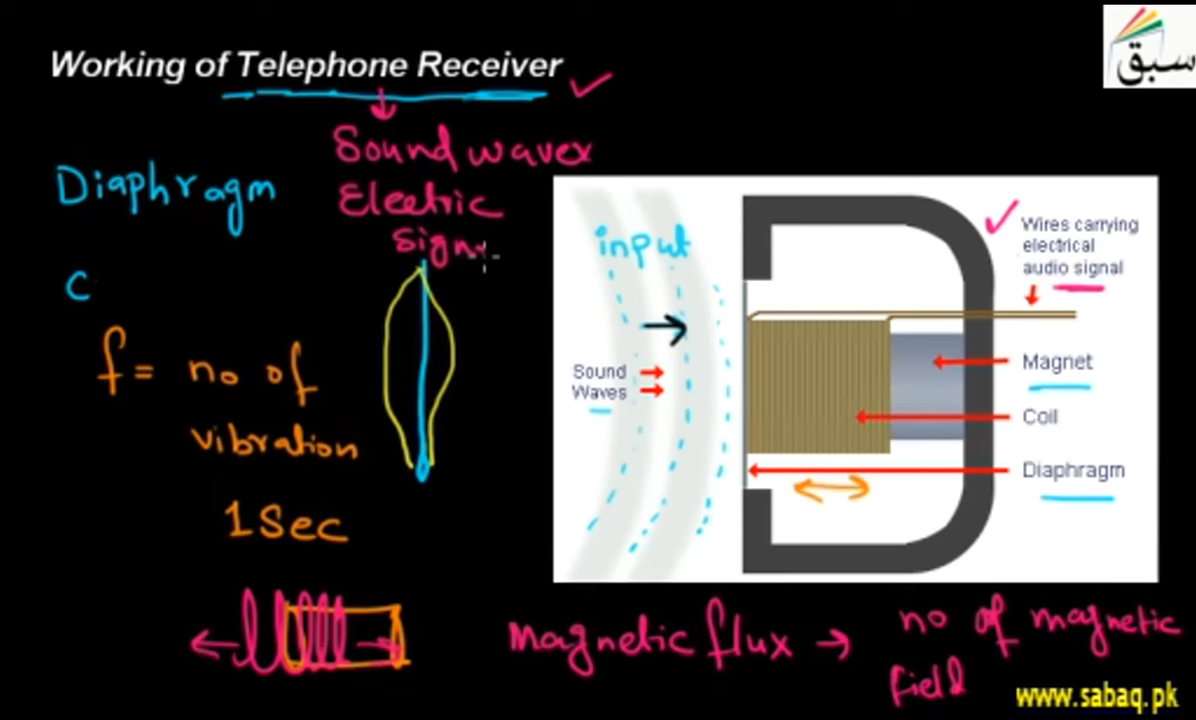 Working of Telephone Receiver
سبق
Sound wavex
Electric
Sign
Diaphragm
C
f = no of
vibration
1 Sec
input
Sound
Waves
Wires carrying
electrical
audio signal
Magnet
Coil
Diaphragm
Magnetic flux → no of magnetic
field
www.sabaq.pk